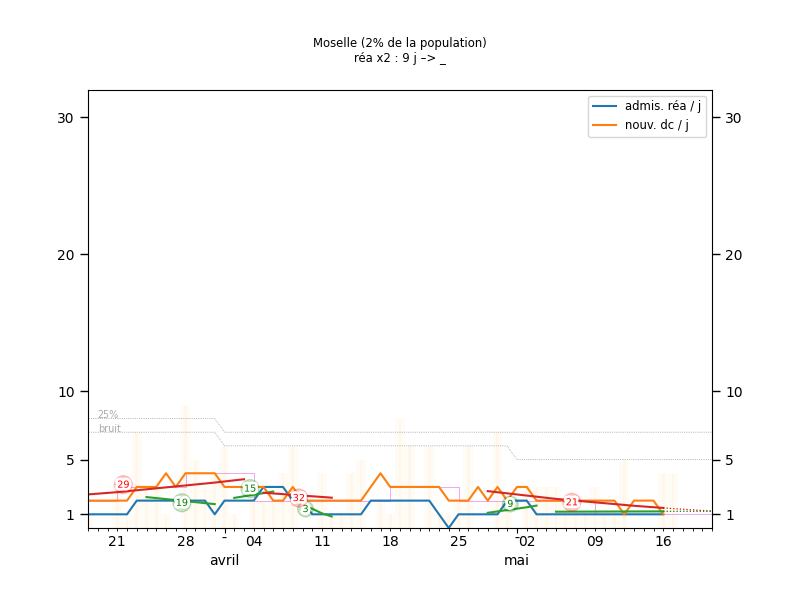 Moselle (2% de la population)
réa x2 : 9 j –> _
admis. réa / j
nouv. dc / j
30 30
20 20
10 10
25%
bruit
5 5
29 19 15 32 3 9 21
1 1
21 28 04 11 18 25 02 09 16
avril mai